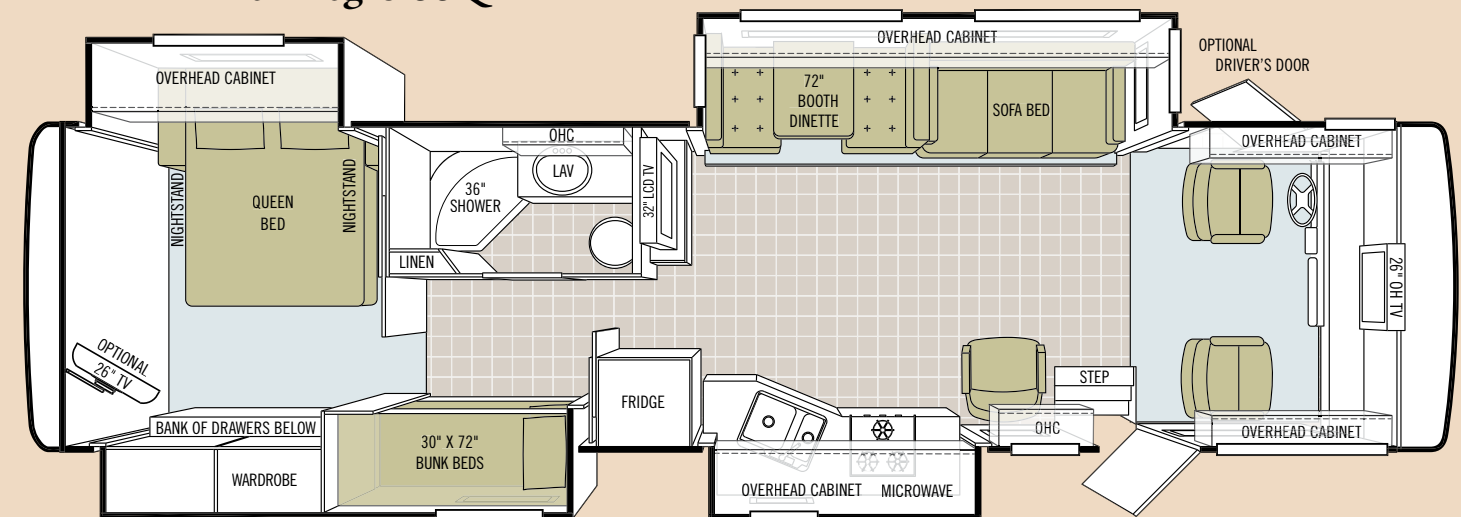 OVERHEAD CABINET
OVERHEAD CABINET
OPTIONAL
DRIVER'S DOOR
72"
BOOTH
DINETTE
SOFA BED
OHC
OVERHEAD CABINET
LAV
36"
SHOWER
32" LCD TV
NIGHTSTAND
QUEEN
BED
NIGHTSTAND
LINEN
26" OH TV
OPTIONAL
26" TV
STEP
FRIDGE
BANK OF DRAWERS BELOW
30" X 72"
BUNK BEDS
OHC
OVERHEAD CABINET
WARDROBE
OVERHEAD CABINET
MICROWAVE